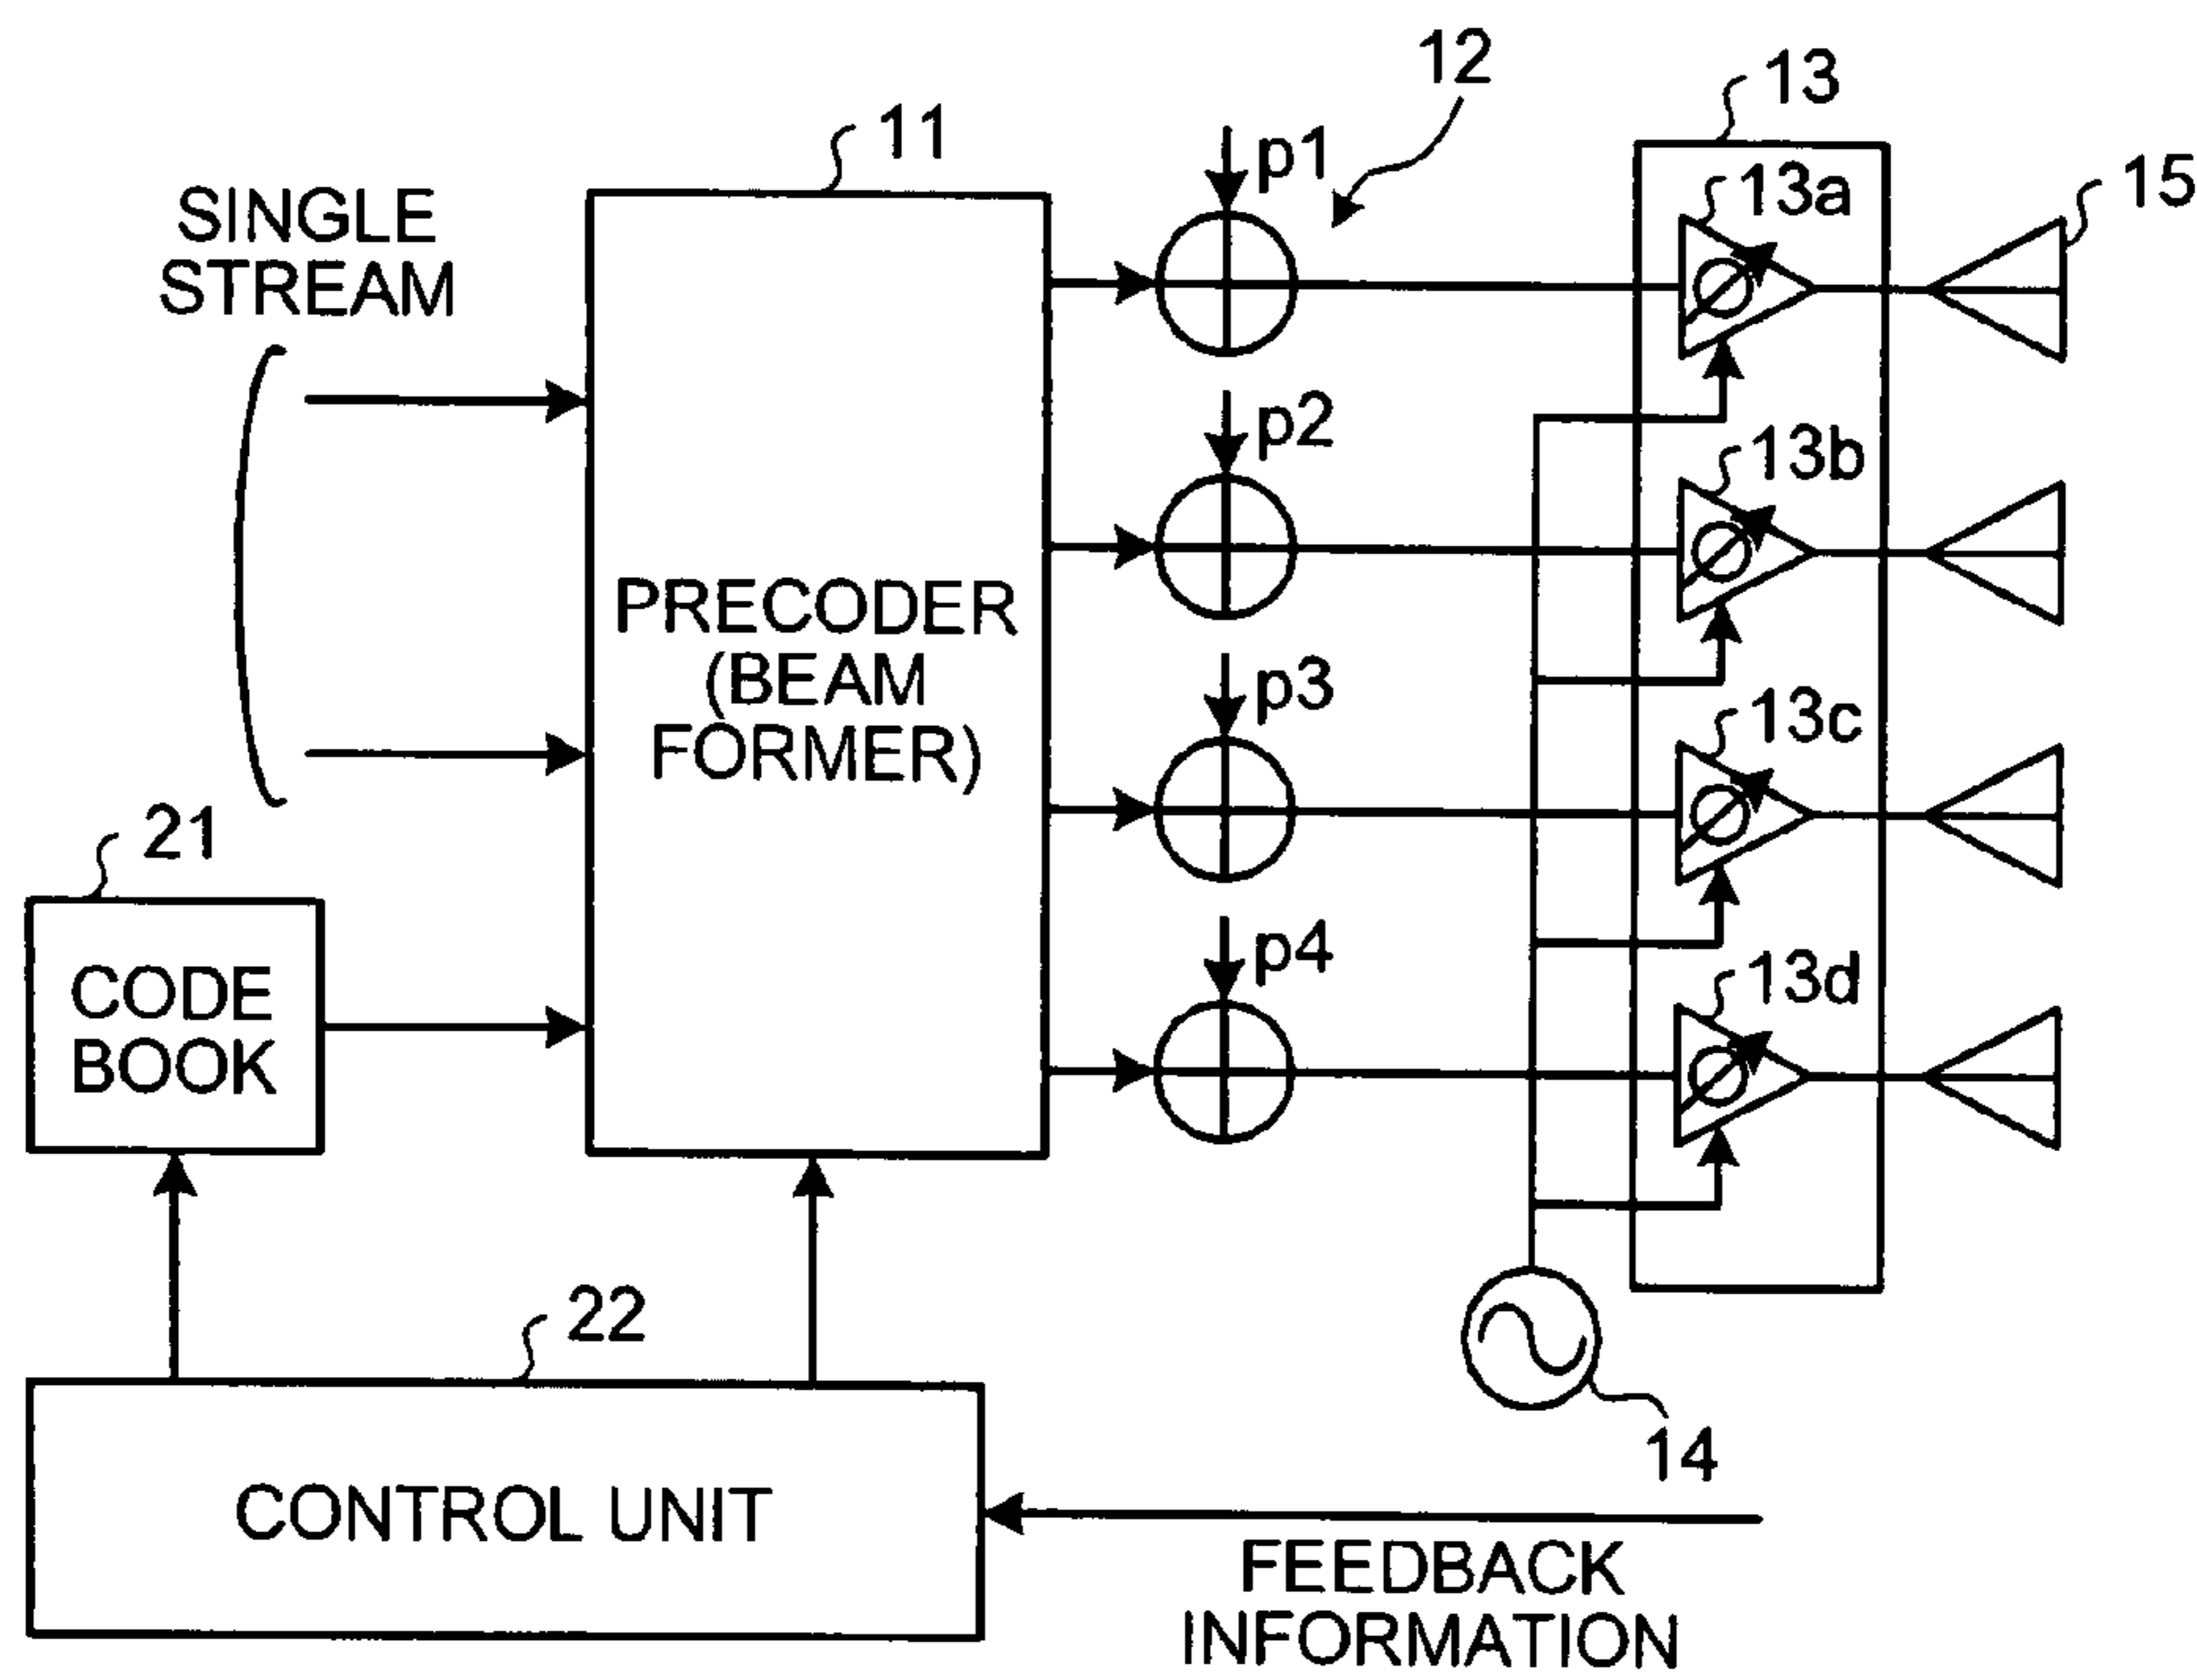 12
13
11
p1
13a
15
SINGLE
STREAM
p2
13b
PRECODER
(BEAM
FORMER)
p3
13c
21
p4
13d
CODE
BOOK
22
14
CONTROL UNIT
FEEDBACK
INFORMATION